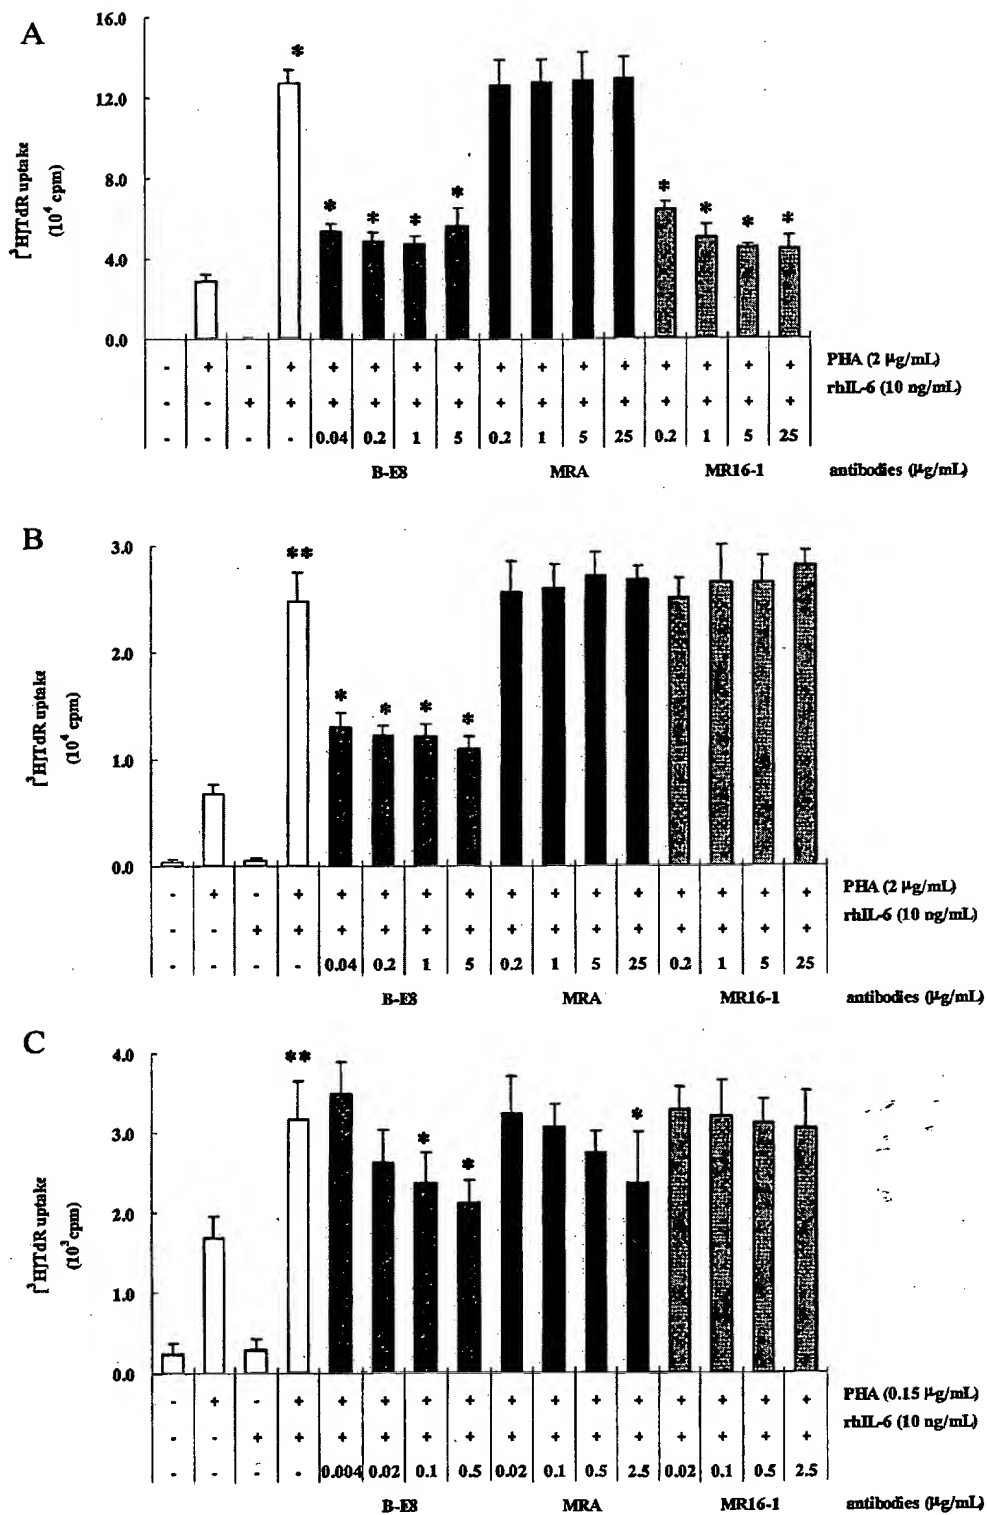 A
16.0
12.0
8.0
4.0
0.0
[³H]TdR uptake
(10⁴ cpm)
* * * * * * * * *
- + - + + + + + + + + + + + + + PHA (2 μg/mL)
- - + + + + + + + + + + + + + + rhIL-6 (10 ng/mL)
- - - - 0.04 0.2 1 5 0.2 1 5 25 0.2 1 5 25
B-E8 MRA MR16-1 antibodies (μg/mL)
B
3.0
2.0
1.0
0.0
[³H]TdR uptake
(10⁴ cpm)
** * * * *
- + - + + + + + + + + + + + + + PHA (2 μg/mL)
- - + + + + + + + + + + + + + + rhIL-6 (10 ng/mL)
- - - - 0.04 0.2 1 5 0.2 1 5 25 0.2 1 5 25
B-E8 MRA MR16-1 antibodies (μg/mL)
C
4.0
3.0
2.0
1.0
0.0
[³H]TdR uptake
(10³ cpm)
** * * *
- + - + + + + + + + + + + + + + PHA (0.15 μg/mL)
- - + + + + + + + + + + + + + + rhIL-6 (10 ng/mL)
- - - - 0.004 0.02 0.1 0.5 0.02 0.1 0.5 2.5 0.02 0.1 0.5 2.5
B-E8 MRA MR16-1 antibodies (μg/mL)